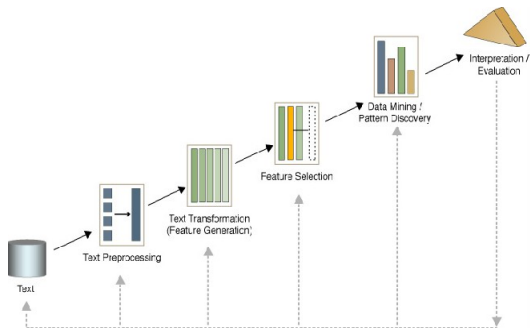 Interpretation /
Evaluation
Data Mining /
Pattern Discovery
Feature Selection
Text Transformation
(Feature Generation)
Text Preprocessing
Text